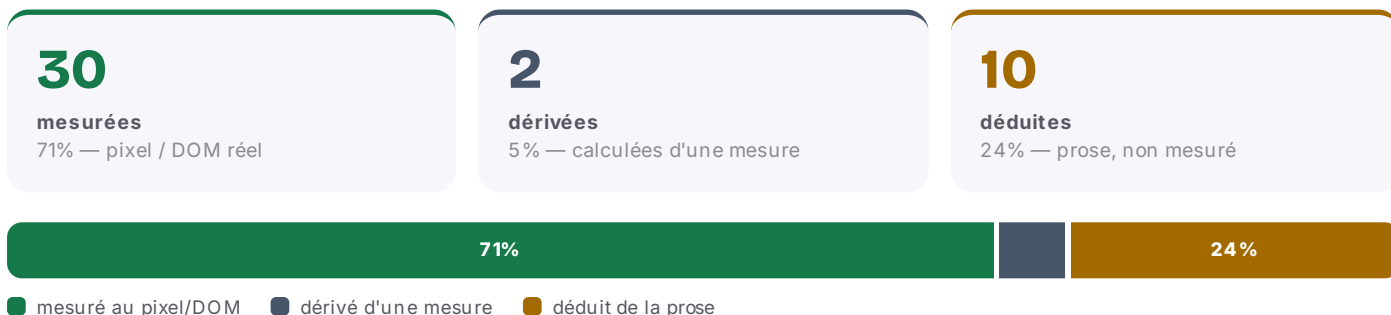 30
mesurées
71% — pixel / DOM réel
2
dérivées
5% — calculées d'une mesure
10
déduites
24% — prose, non mesuré
71%
24%
mesuré au pixel/DOM
dérivé d'une mesure
déduit de la prose